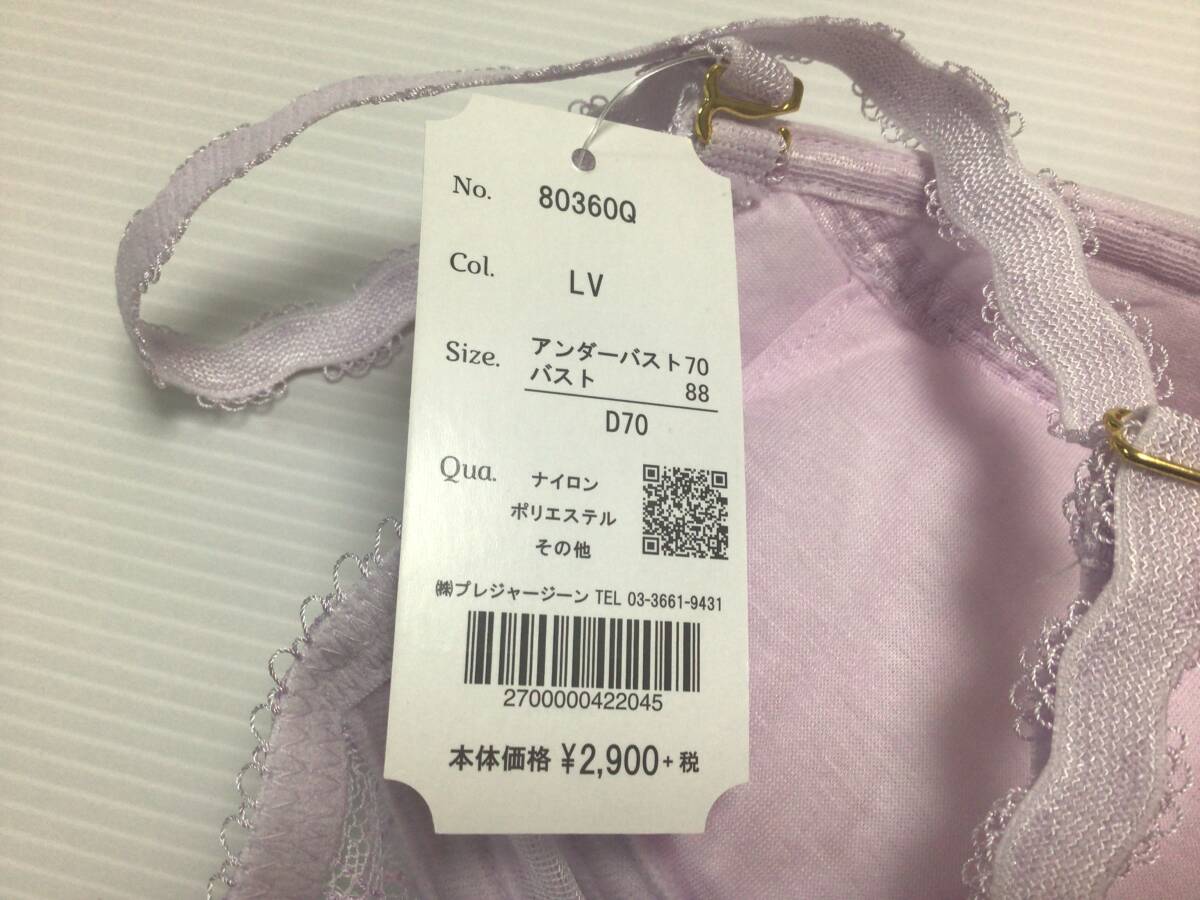 No. 80360Q
Col. LV
Size. アンダーバスト70
バスト 88
D70
Qua. ナイロン
ポリエステル
その他
㈱プレジャージーン TEL 03-3661-9431
2700000422045
本体価格 ¥2,900+税